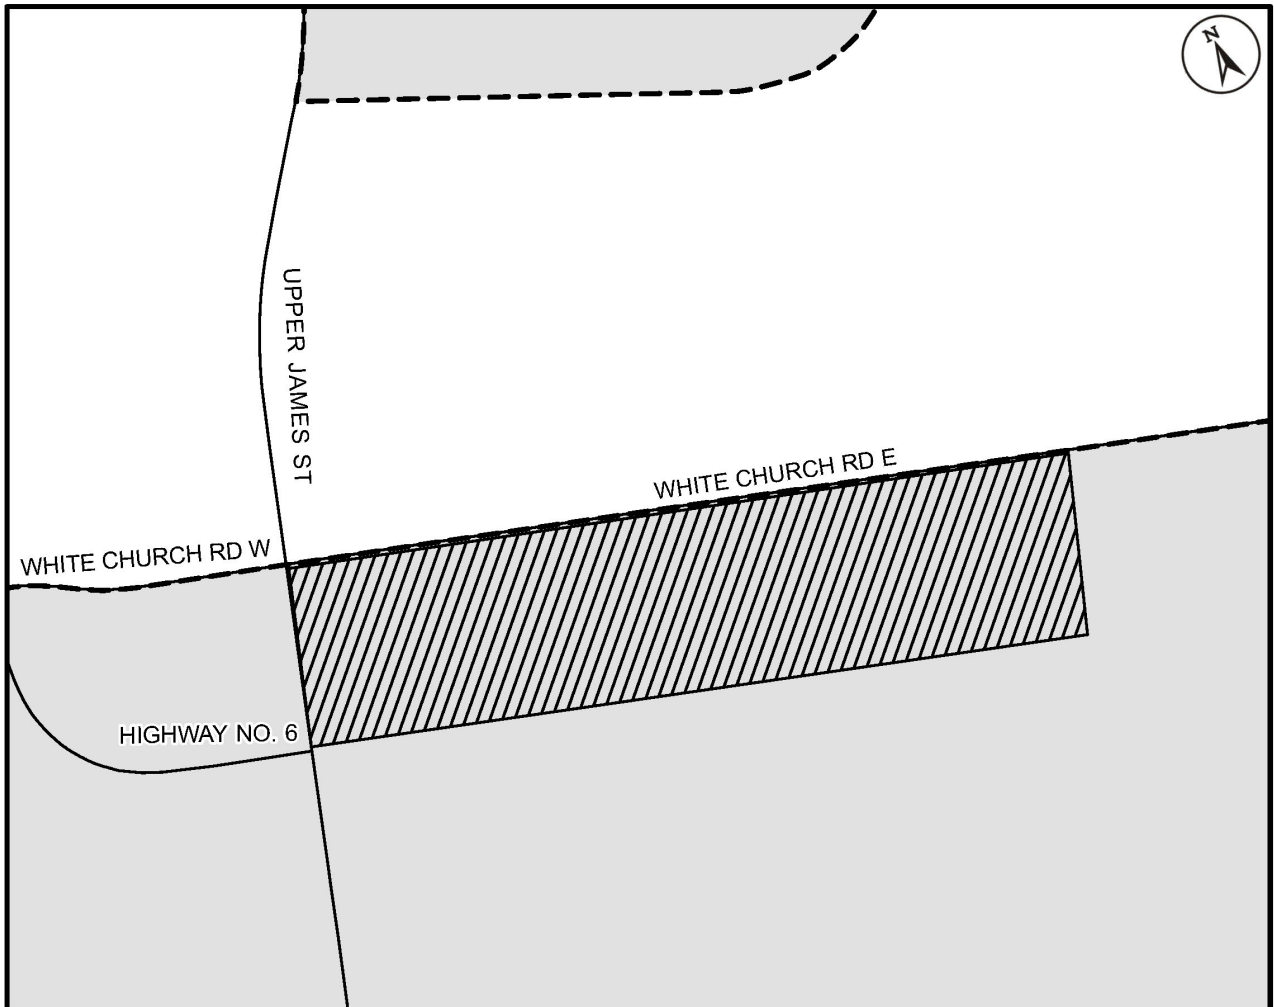 N
UPPER JAMES ST
WHITE CHURCH RD E
WHITE CHURCH RD W
HIGHWAY NO. 6